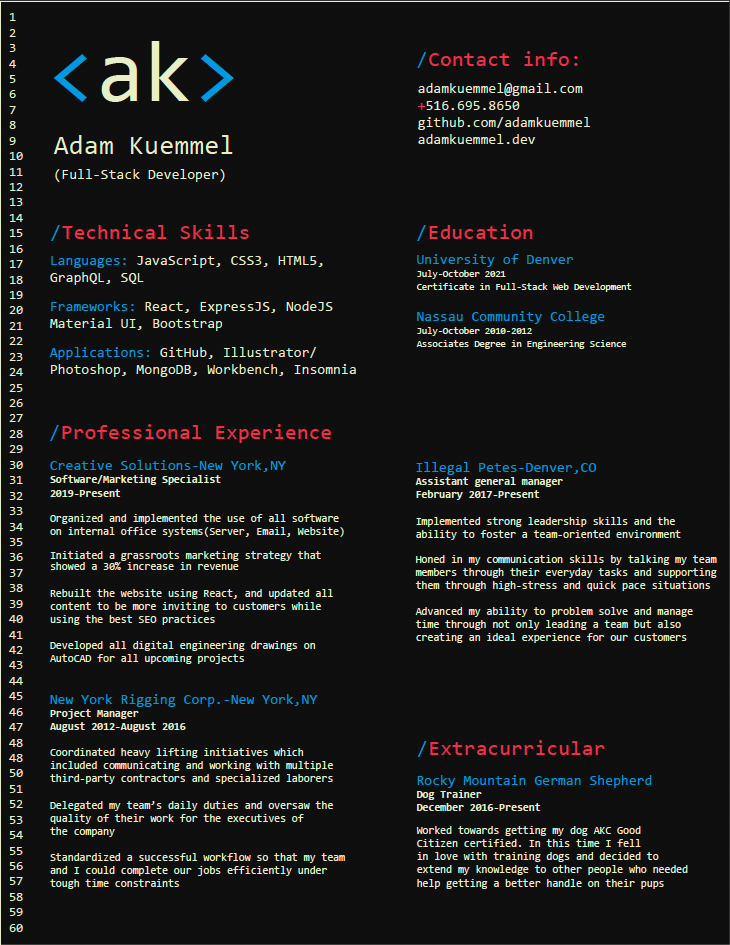 1
2
3
4
5
6
7
8
9
10
11
12
13
14
15
16
17
18
19
20
21
22
23
24
25
26
27
28
29
30
31
32
33
34
35
36
37
38
39
40
41
42
43
44
45
46
47
48
48
50
51
52
53
54
55
56
57
58
59
60
<ak>
Adam Kuemmel
(Full-Stack Developer)
/Contact info:
adamkuemmel@gmail.com
+516.695.8650
github.com/adamkuemmel
adamkuemmel.dev
/Technical Skills
Languages: JavaScript, CSS3, HTML5,
GraphQL, SQL
Frameworks: React, ExpressJS, NodeJS
Material UI, Bootstrap
Applications: GitHub, Illustrator/
Photoshop, MongoDB, Workbench, Insomnia
/Education
University of Denver
July-October 2021
Certificate in Full-Stack Web Development
Nassau Community College
July-October 2010-2012
Associates Degree in Engineering Science
/Professional Experience
Creative Solutions-New York,NY
Software/Marketing Specialist
2019-Present
Organized and implemented the use of all software
on internal office systems(Server, Email, Website)
Initiated a grassroots marketing strategy that
showed a 30% increase in revenue
Rebuilt the website using React, and updated all
content to be more inviting to customers while
using the best SEO practices
Developed all digital engineering drawings on
AutoCAD for all upcoming projects
New York Rigging Corp.-New York,NY
Project Manager
August 2012-August 2016
Coordinated heavy lifting initiatives which
included communicating and working with multiple
third-party contractors and specialized laborers
Delegated my team's daily duties and oversaw the
quality of their work for the executives of
the company
Standardized a successful workflow so that my team
and I could complete our jobs efficiently under
tough time constraints
Illegal Petes-Denver,CO
Assistant general manager
February 2017-Present
Implemented strong leadership skills and the
ability to foster a team-oriented environment
Honed in my communication skills by talking my team
members through their everyday tasks and supporting
them through high-stress and quick pace situations
Advanced my ability to problem solve and manage
time through not only leading a team but also
creating an ideal experience for our customers
/Extracurricular
Rocky Mountain German Shepherd
Dog Trainer
December 2016-Present
Worked towards getting my dog AKC Good
Citizen certified. In this time I fell
in love with training dogs and decided to
extend my knowledge to other people who needed
help getting a better handle on their pups